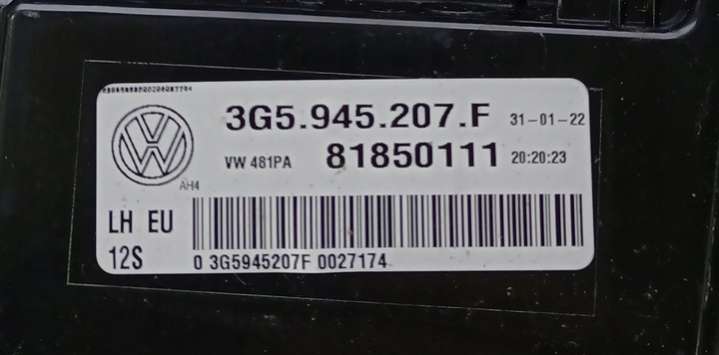 3G5.945.207.F 31-01-22
VW 481PA 81850111 20:20:23
AH4
LH EU
12S
0 3G5945207F 0027174